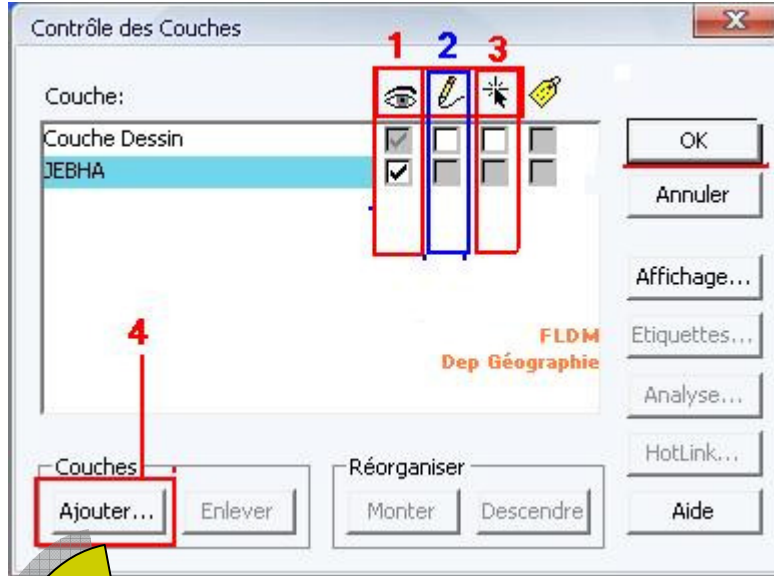 Contrôle des Couches
1 2 3
Couche:
Couche Dessin
JEBHA
OK
Annuler
Affichage...
Etiquettes...
Analyse...
HotLink...
Aide
4
FLDM
Dep Géographie
Couches
Ajouter...
Enlever
Réorganiser
Monter
Descendre